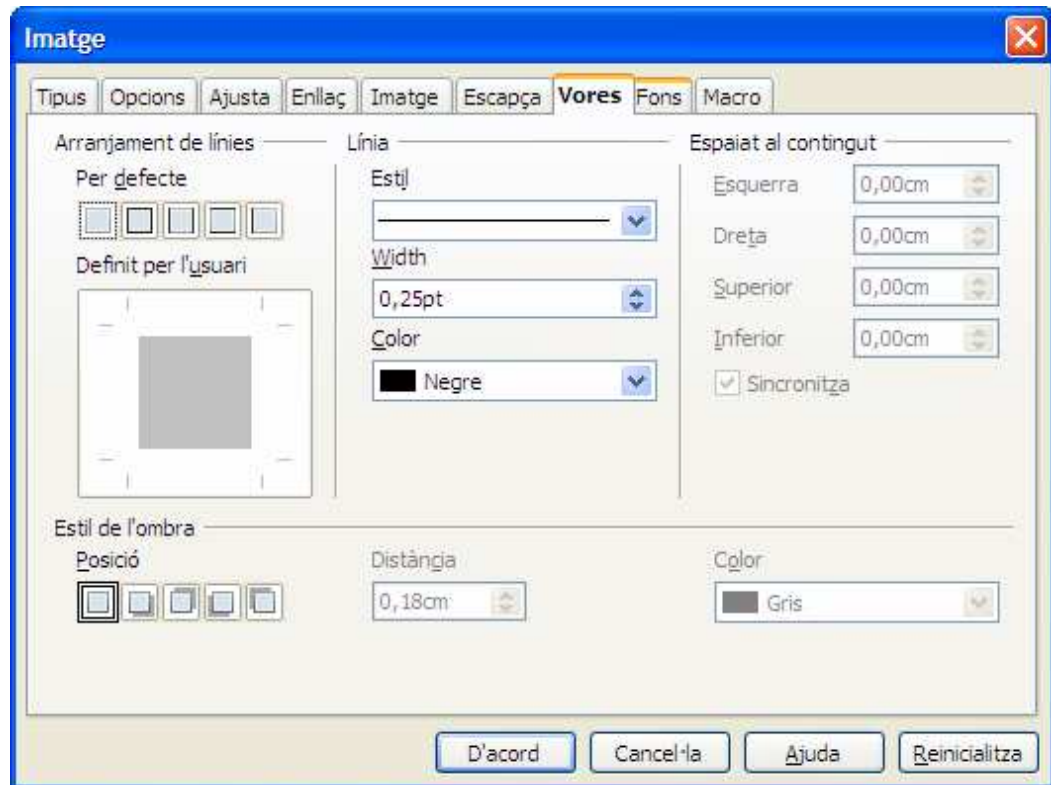 Imatge
Tipus Opcions Ajusta Enllaç Imatge Escapça Vores Fons Macro
Arranjament de línies
Per defecte
Definit per l'usuari
Línia
Estil
Width
0,25pt
Color
Negre
Espaiat al contingut
Esquerra 0,00cm
Dreta 0,00cm
Superior 0,00cm
Inferior 0,00cm
Sincronitza
Estil de l'ombra
Posició
Distància
0,18cm
Color
Gris
D'acord Cancel·la Ajuda Reinicialitza